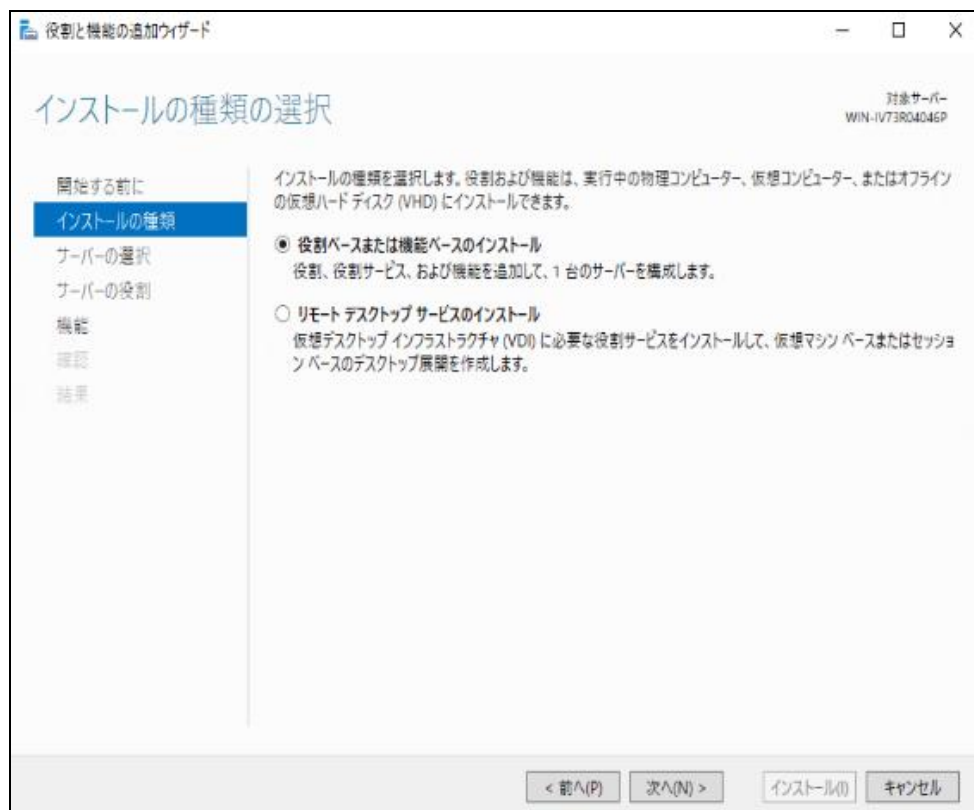 役割と機能の追加ウィザード
インストールの種類の選択
対象サーバー
WIN-IV73R04046P
開始する前に
インストールの種類
サーバーの選択
サーバーの役割
機能
確認
結果
インストールの種類を選択します。役割および機能は、実行中の物理コンピューター、仮想コンピューター、またはオフライン
の仮想ハード ディスク (VHD) にインストールできます。
役割ベースまたは機能ベースのインストール
役割、役割サービス、および機能を追加して、1 台のサーバーを構成します。
リモート デスクトップ サービスのインストール
仮想デスクトップ インフラストラクチャ (VDI) に必要な役割サービスをインストールして、仮想マシン ベースまたはセッショ
ン ベースのデスクトップ展開を作成します。
< 前へ(P)
次へ(N) >
インストール(I)
キャンセル